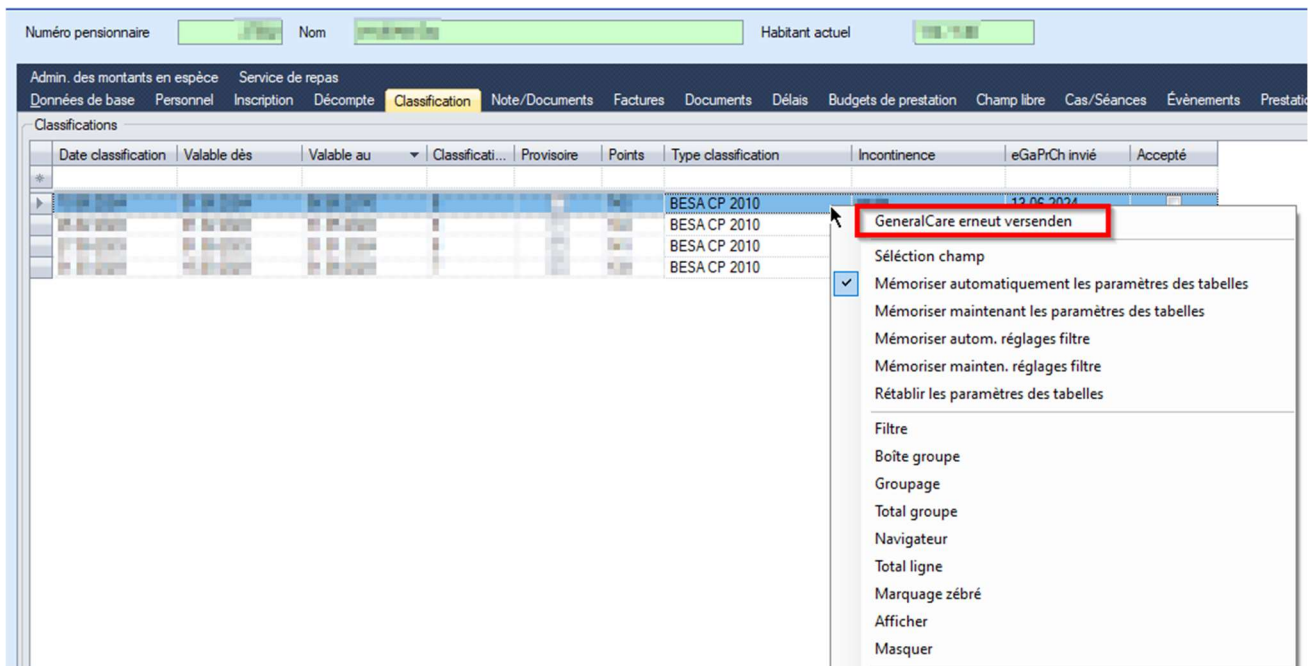 Numéro pensionnaire Nom Habitant actuel
Admin. des montants en espèce Service de repas
Données de base Personnel Inscription Décompte Classification Note/Documents Factures Documents Délais Budgets de prestation Champ libre Cas/Séances Évènements Prestatio
Classifications
Date classification Valable dès Valable au Classificati... Provisoire Points Type classification Incontinence eGaPrCh invié Accepté
BESA CP 2010 13.06.2024
BESA CP 2010
BESA CP 2010
BESA CP 2010
GeneralCare erneut versenden
Séléction champ
Mémoriser automatiquement les paramètres des tabelles
Mémoriser maintenant les paramètres des tabelles
Mémoriser autom. réglages filtre
Mémoriser mainten. réglages filtre
Rétablir les paramètres des tabelles
Filtre
Boîte groupe
Groupage
Total groupe
Navigateur
Total ligne
Marquage zébré
Afficher
Masquer